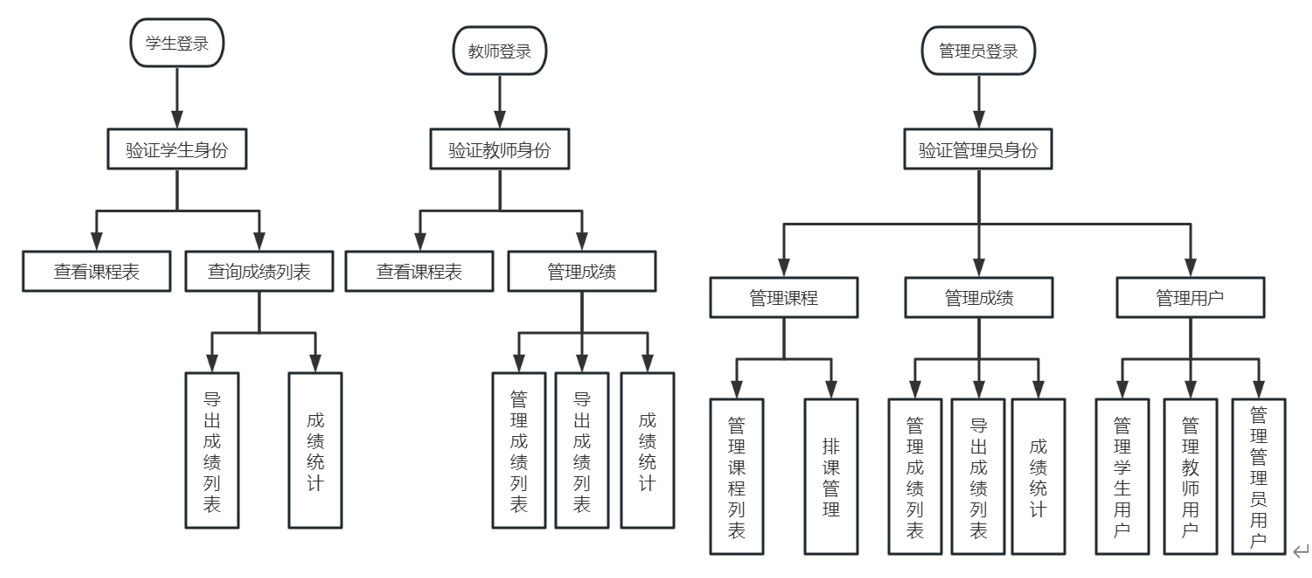 学生登录
教师登录
管理员登录
验证学生身份
验证教师身份
验证管理员身份
查看课程表
查询成绩列表
查看课程表
管理成绩
管理课程
管理成绩
管理用户
导出成绩列表
成绩统计
管理成绩列表
导出成绩列表
成绩统计
管理课程列表
排课管理
管理成绩列表
导出成绩列表
成绩统计
管理学生用户
管理教师用户
管理管理员用户